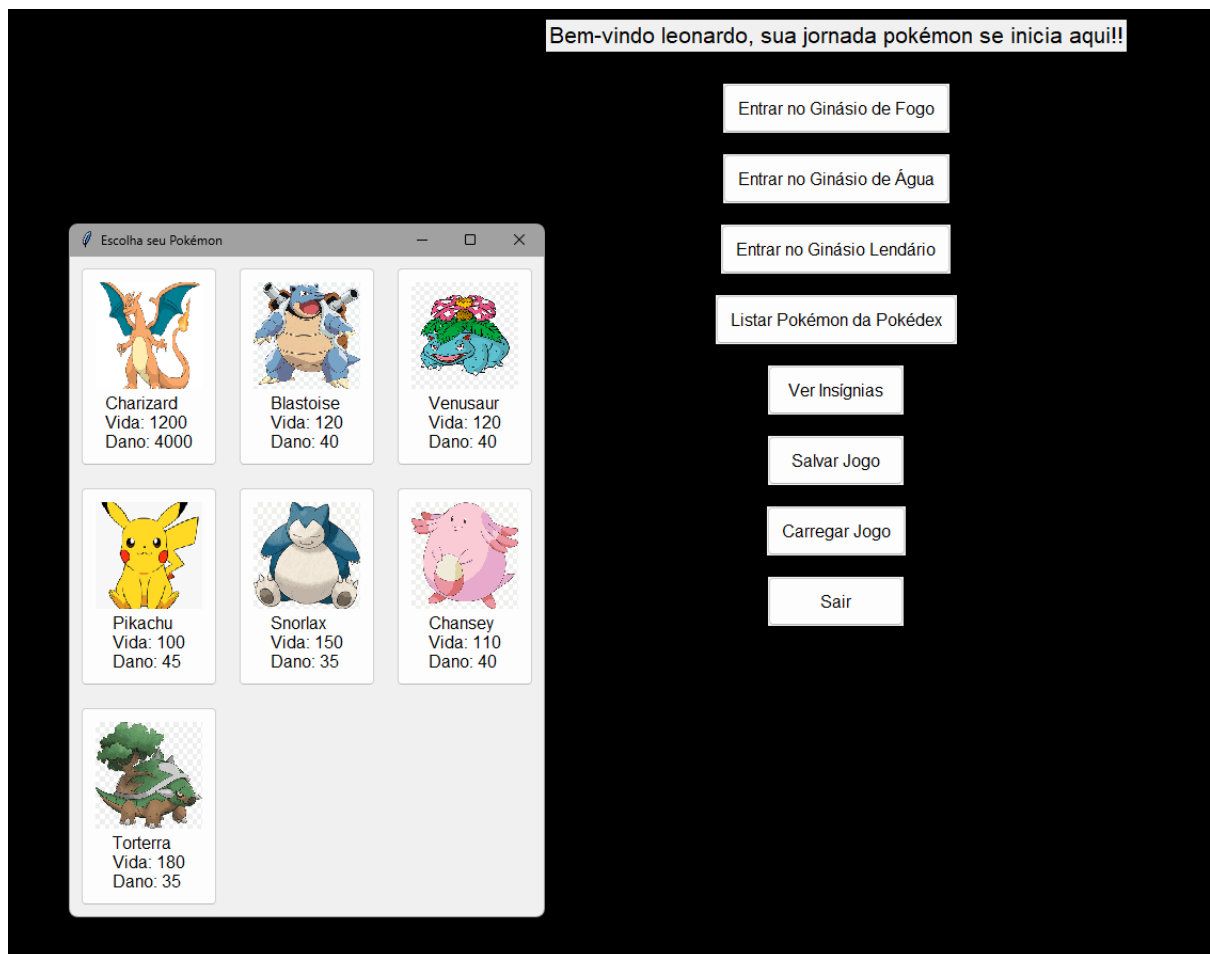 Bem-vindo leonardo, sua jornada pokémon se inicia aqui!!
Entrar no Ginásio de Fogo
Entrar no Ginásio de Água
Entrar no Ginásio Lendário
Listar Pokémon da Pokédex
Ver Insígnias
Salvar Jogo
Carregar Jogo
Sair
Escolha seu Pokémon
Charizard
Vida: 1200
Dano: 4000
Blastoise
Vida: 120
Dano: 40
Venusaur
Vida: 120
Dano: 40
Pikachu
Vida: 100
Dano: 45
Snorlax
Vida: 150
Dano: 35
Chansey
Vida: 110
Dano: 40
Torterra
Vida: 180
Dano: 35